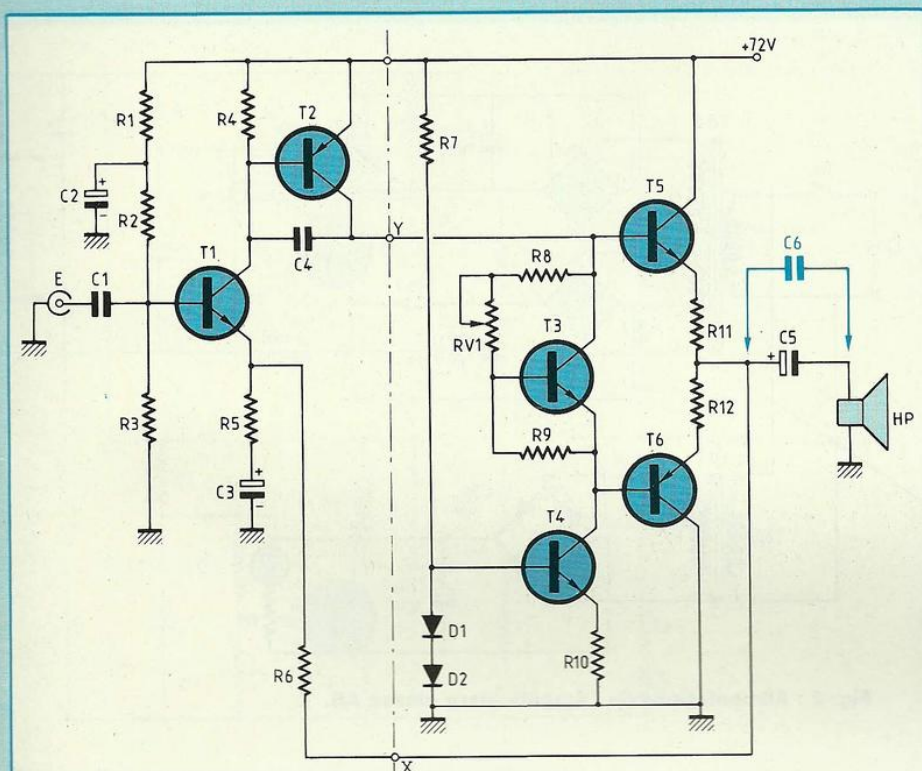 +72V
R1
R4
T2
R7
C2
+
-
R2
T5
Y
C4
R8
C6
E
C1
T1
T3
RV1
R11
C5
+
R3
R5
R9
R12
HP
T6
C3
+
-
T4
D1
R6
D2
R10
X